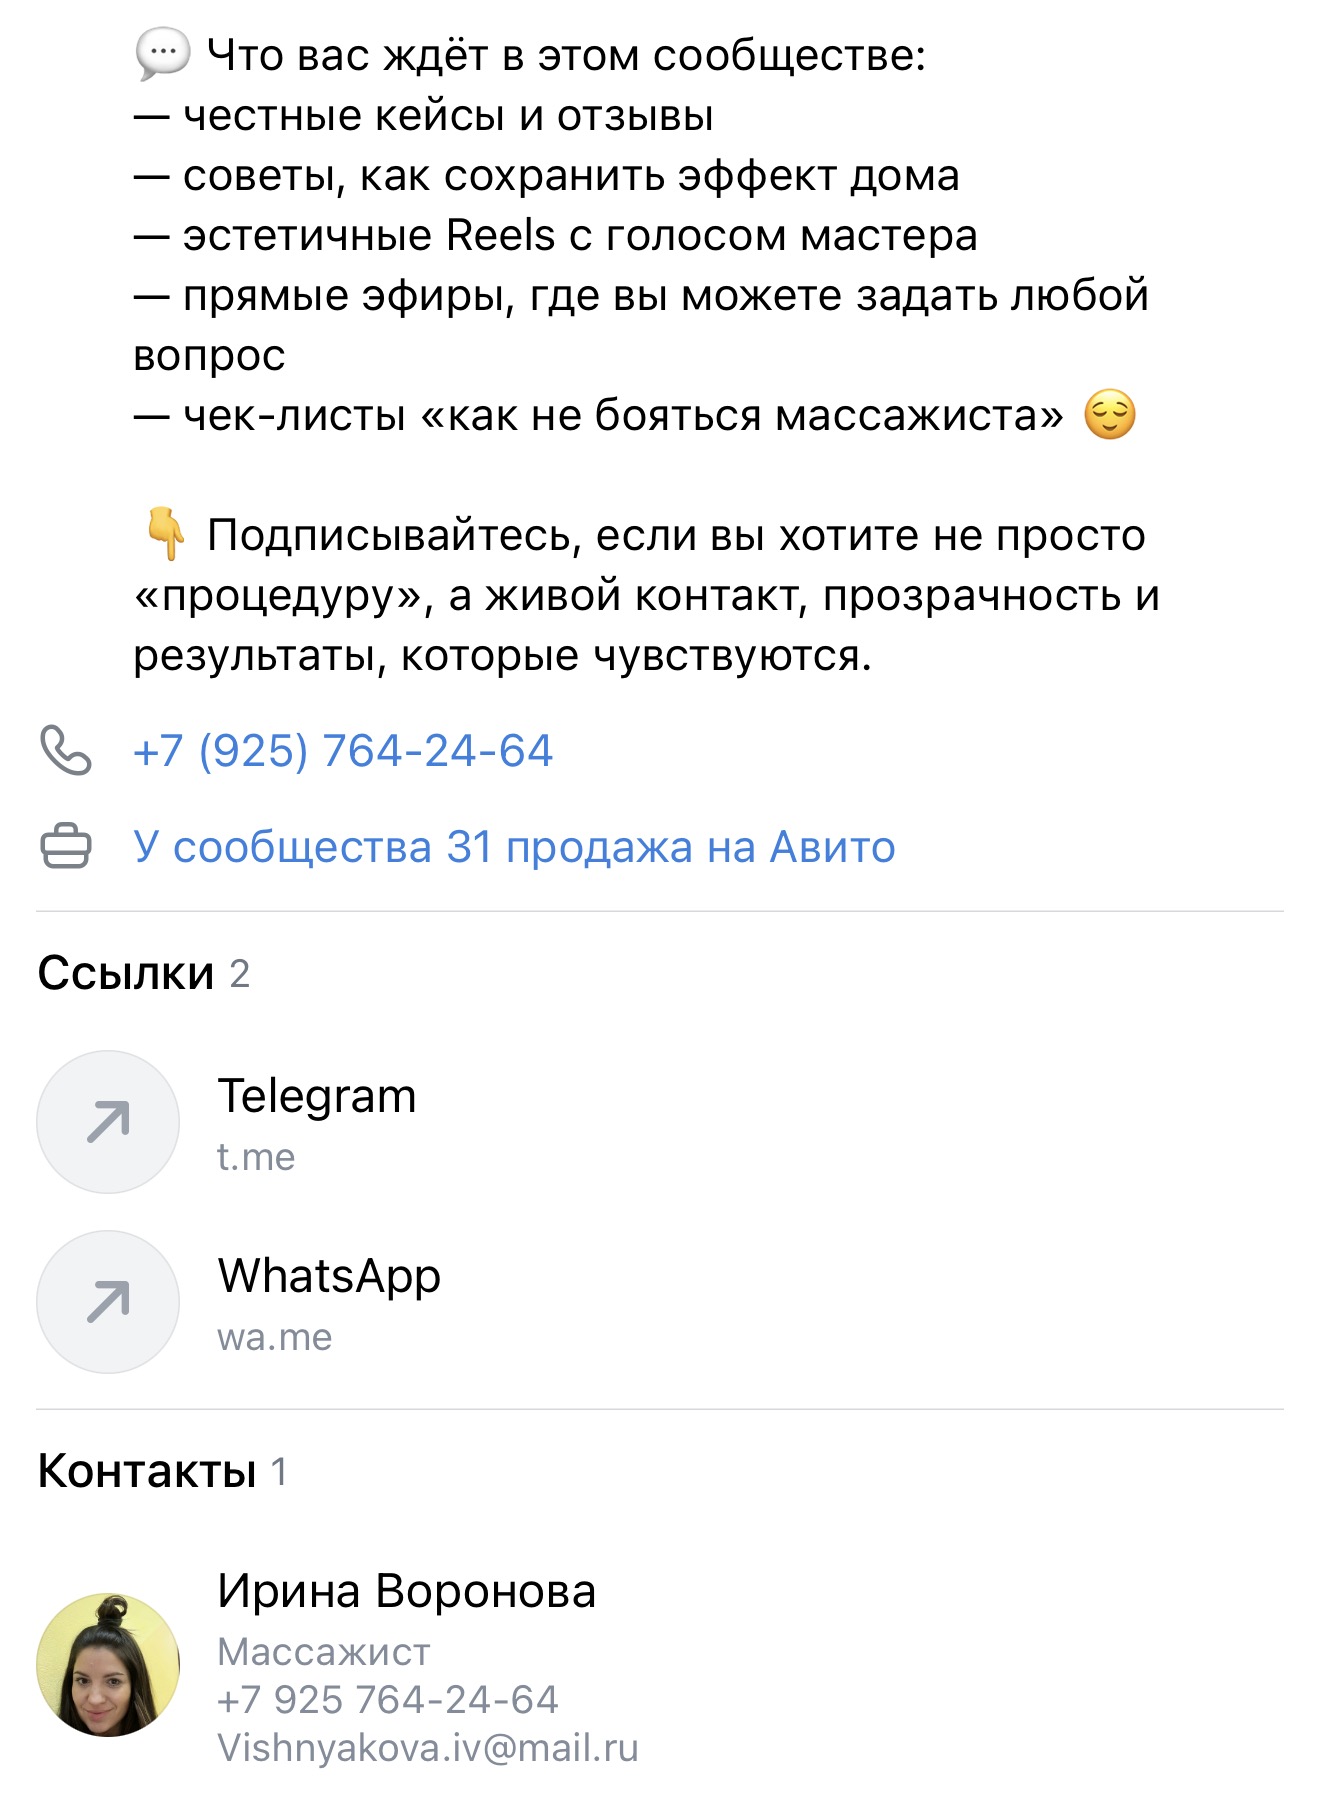 💬 Что вас ждёт в этом сообществе:
— честные кейсы и отзывы
— советы, как сохранить эффект дома
— эстетичные Reels с голосом мастера
— прямые эфиры, где вы можете задать любой
вопрос
— чек-листы «как не бояться массажиста» 😌
👇 Подписывайтесь, если вы хотите не просто
«процедуру», а живой контакт, прозрачность и
результаты, которые чувствуются.
+7 (925) 764-24-64
У сообщества 31 продажа на Авито
Ссылки 2
Telegram
t.me
WhatsApp
wa.me
Контакты 1
Ирина Воронова
Массажист
+7 925 764-24-64
Vishnyakova.iv@mail.ru